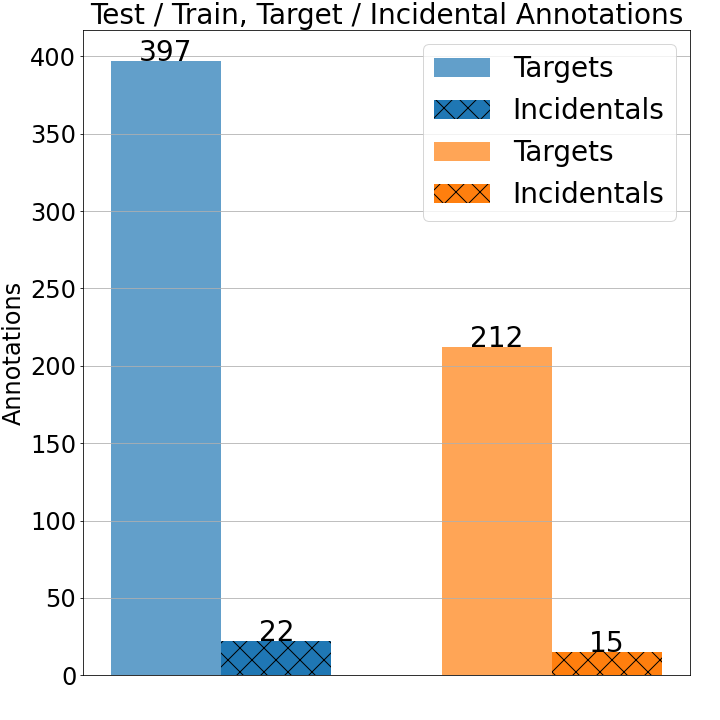 Test / Train, Target / Incidental Annotations
Annotations
400
350
300
250
200
150
100
50
0
397
22
212
15
Targets
Incidentals
Targets
Incidentals